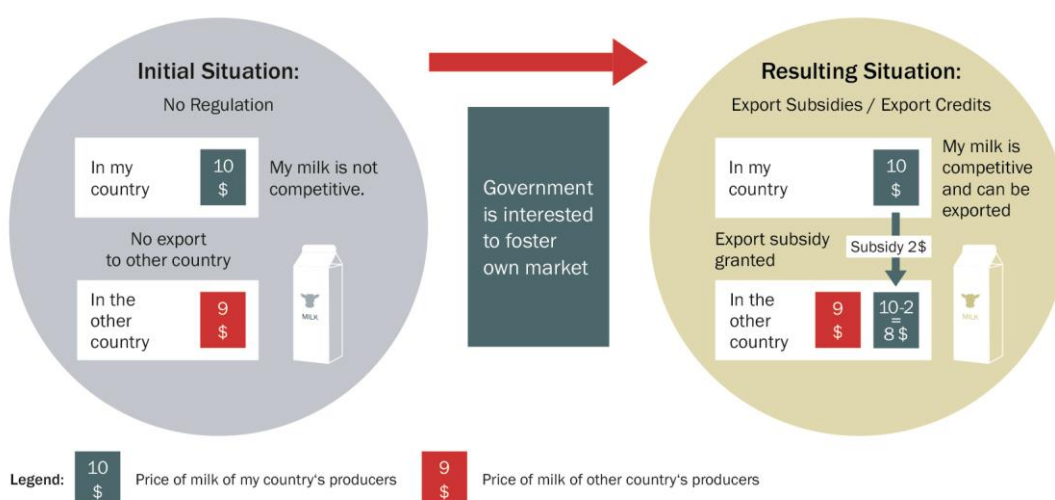 Initial Situation:
No Regulation
In my
country
10
$
My milk is not
competitive.
No export
to other country
In the
other
country
9
$
MILK
Government
is interested
to foster
own market
Resulting Situation:
Export Subsidies / Export Credits
In my
country
10
$
My milk is
competitive
and can be
exported
Export subsidy
granted
Subsidy 2$
In the
other
country
9
$
10-2
=
8 $
MILK
Legend:
10
$
Price of milk of my country's producers
9
$
Price of milk of other country's producers